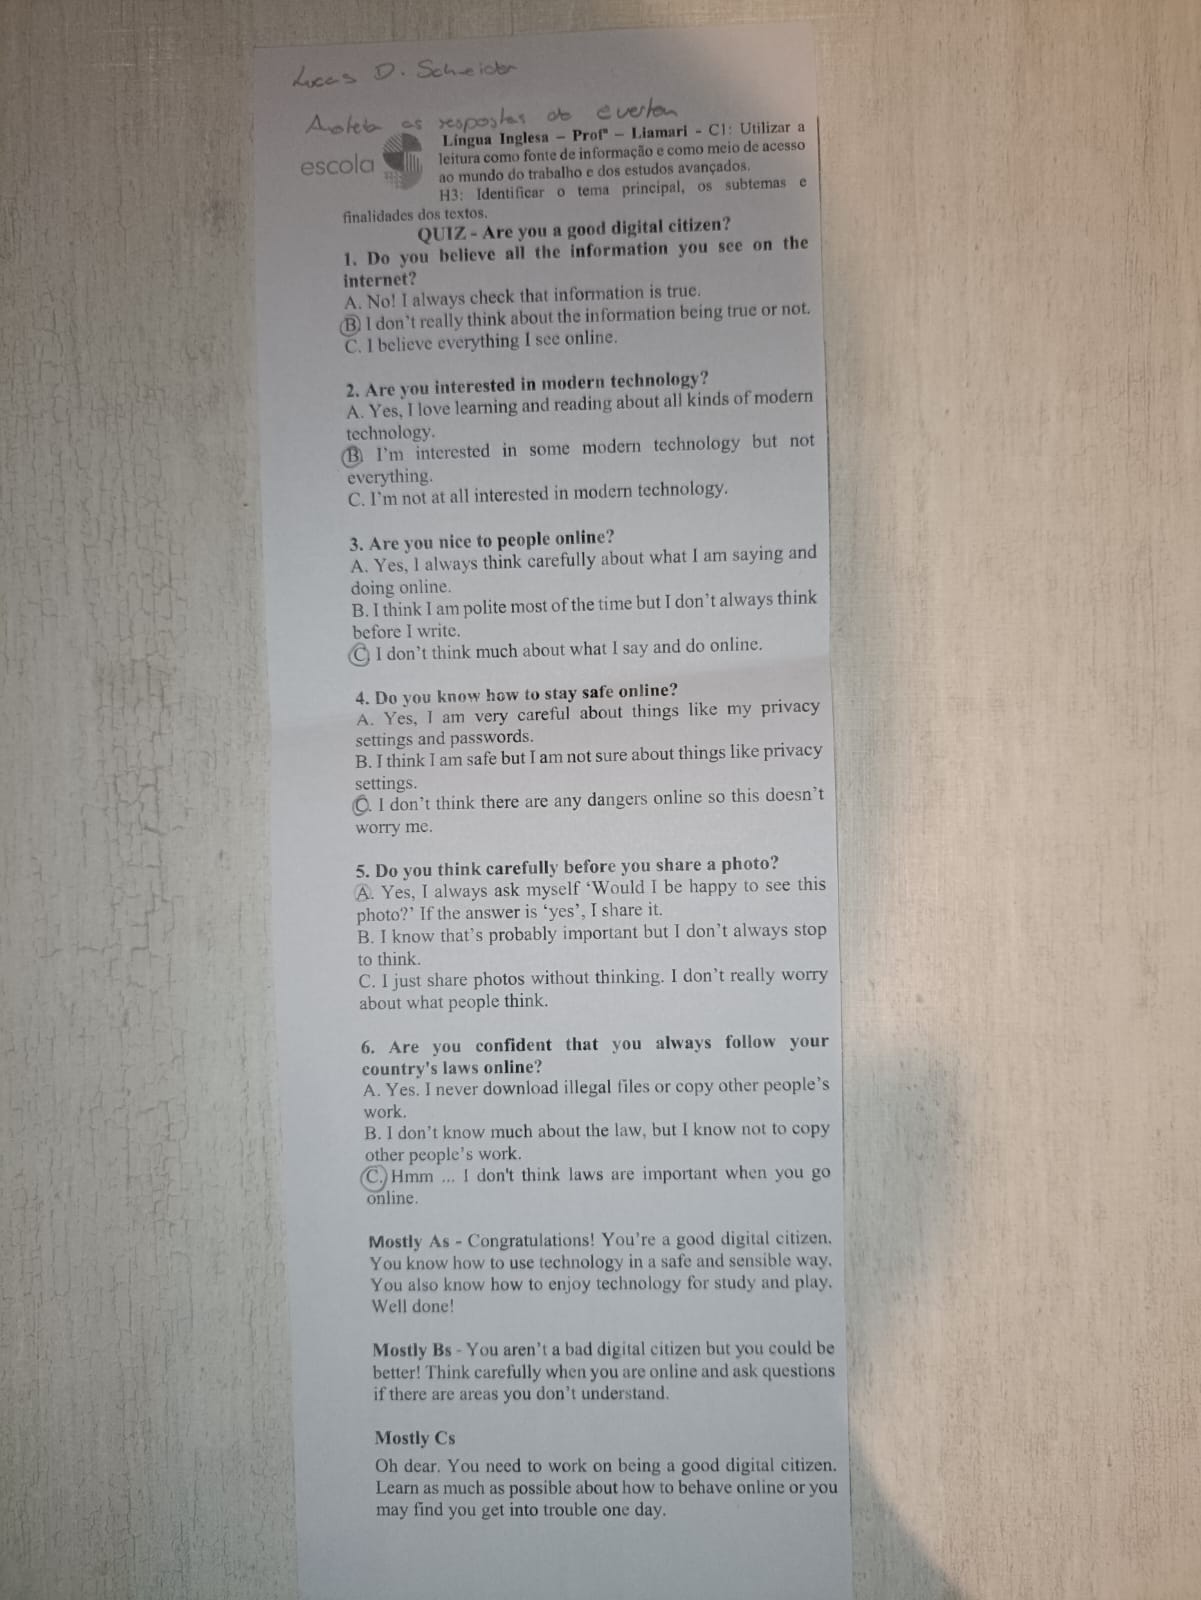 Lucas D. Schneider
Anoteb as respostas do everton
escola
Língua Inglesa – Profª – Liamari - C1: Utilizar a
leitura como fonte de informação e como meio de acesso
ao mundo do trabalho e dos estudos avançados.
H3: Identificar o tema principal, os subtemas e
finalidades dos textos.
QUIZ - Are you a good digital citizen?
1. Do you believe all the information you see on the
internet?
A. No! I always check that information is true.
B) I don't really think about the information being true or not.
C. I believe everything I see online.
2. Are you interested in modern technology?
A. Yes, I love learning and reading about all kinds of modern
technology.
B. I'm interested in some modern technology but not
everything.
C. I'm not at all interested in modern technology.
3. Are you nice to people online?
A. Yes, I always think carefully about what I am saying and
doing online.
B. I think I am polite most of the time but I don't always think
before I write.
C. I don't think much about what I say and do online.
4. Do you know how to stay safe online?
A. Yes, I am very careful about things like my privacy
settings and passwords.
B. I think I am safe but I am not sure about things like privacy
settings.
C. I don't think there are any dangers online so this doesn't
worry me.
5. Do you think carefully before you share a photo?
A. Yes, I always ask myself ‘Would I be happy to see this
photo?’ If the answer is ‘yes’, I share it.
B. I know that's probably important but I don't always stop
to think.
C. I just share photos without thinking. I don't really worry
about what people think.
6. Are you confident that you always follow your
country's laws online?
A. Yes. I never download illegal files or copy other people's
work.
B. I don't know much about the law, but I know not to copy
other people's work.
C. Hmm ... I don't think laws are important when you go
online.
Mostly As - Congratulations! You're a good digital citizen.
You know how to use technology in a safe and sensible way.
You also know how to enjoy technology for study and play.
Well done!
Mostly Bs - You aren't a bad digital citizen but you could be
better! Think carefully when you are online and ask questions
if there are areas you don't understand.
Mostly Cs
Oh dear. You need to work on being a good digital citizen.
Learn as much as possible about how to behave online or you
may find you get into trouble one day.